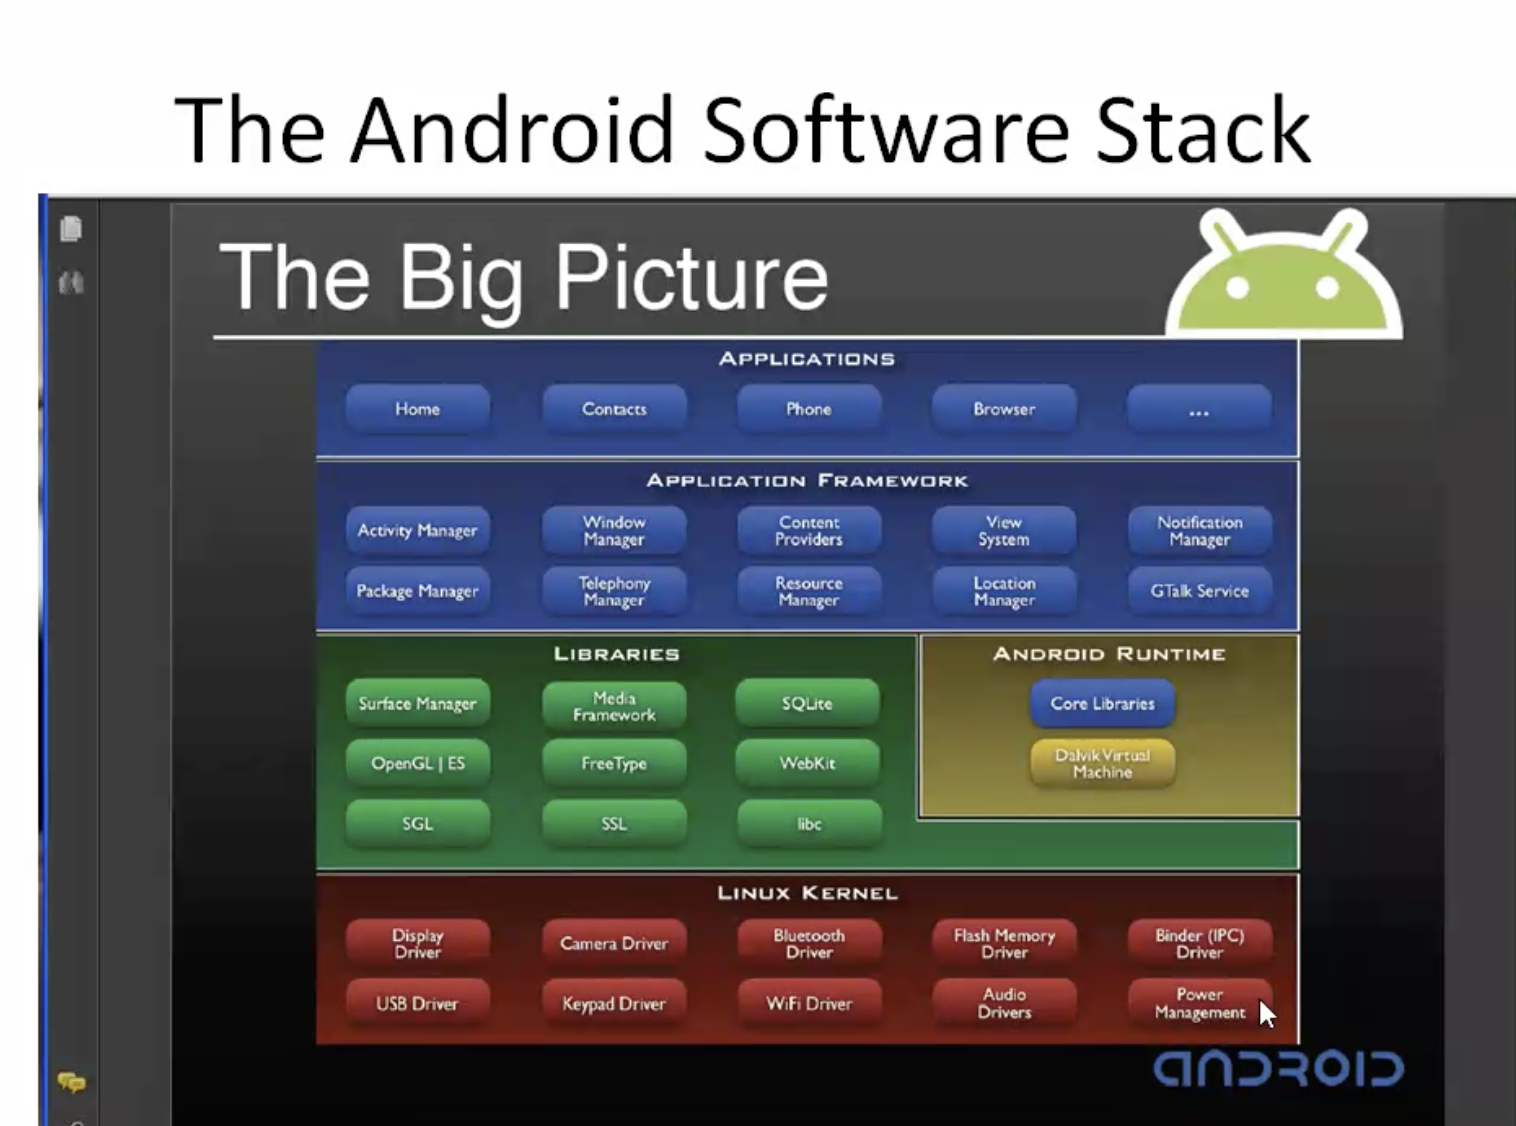 The Android Software Stack
The Big Picture
APPLICATIONS
Home
Contacts
Phone
Browser
...
APPLICATION FRAMEWORK
Activity Manager
Window
Manager
Content
Providers
View
System
Notification
Manager
Package Manager
Telephony
Manager
Resource
Manager
Location
Manager
GTalk Service
LIBRARIES
Surface Manager
Media
Framework
SQLite
OpenGL | ES
FreeType
WebKit
SGL
SSL
libc
ANDROID RUNTIME
Core Libraries
Dalvik Virtual
Machine
LINUX KERNEL
Display
Driver
Camera Driver
Bluetooth
Driver
Flash Memory
Driver
Binder (IPC)
Driver
USB Driver
Keypad Driver
WiFi Driver
Audio
Drivers
Power
Management
ANDROID